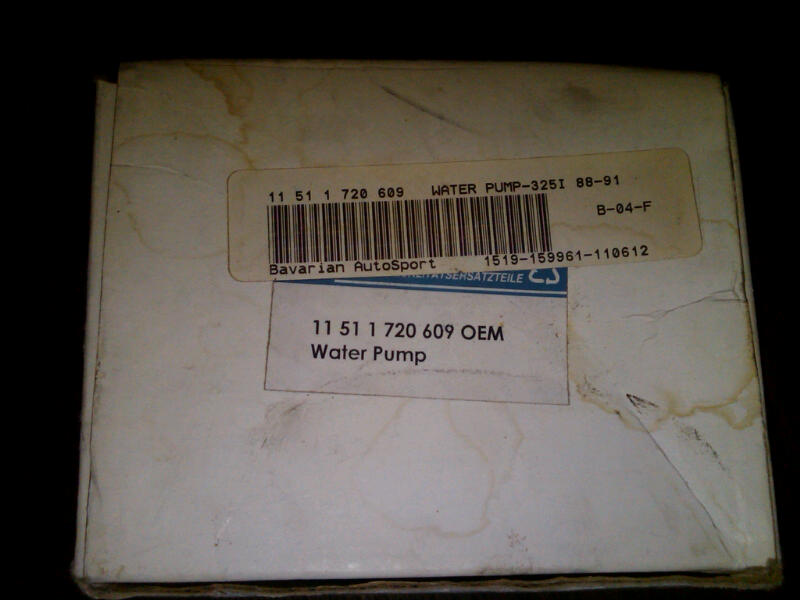 11 51 1 720 609 WATER PUMP-325I 88-91
B-04-F
Bavarian AutoSport 1519-159961-110612
11 51 1 720 609 OEM
Water Pump